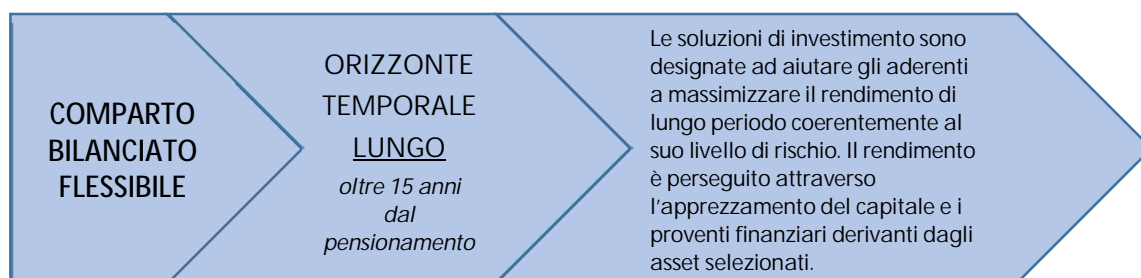 COMPARTO
BILANCIATO
FLESSIBILE
ORIZZONTE
TEMPORALE
LUNGO
oltre 15 anni
dal
pensionamento
Le soluzioni di investimento sono
designate ad aiutare gli aderenti
a massimizzare il rendimento di
lungo periodo coerentemente al
suo livello di rischio. Il rendimento
è perseguito attraverso
l'apprezzamento del capitale e i
proventi finanziari derivanti dagli
asset selezionati.